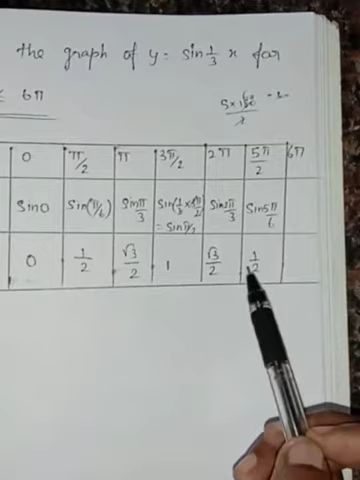 the graph of y = sin 1/3 x for
≤ 6π
5×180/
0 π/2 π 3π/2 2π 5π/2 6π
sin0 sin(π/6) sinπ/3 sin(1/3 × 3π/2) = sinπ/2 sin2π/3 sin5π/6
0 1/2 √3/2 1 √3/2 1/2